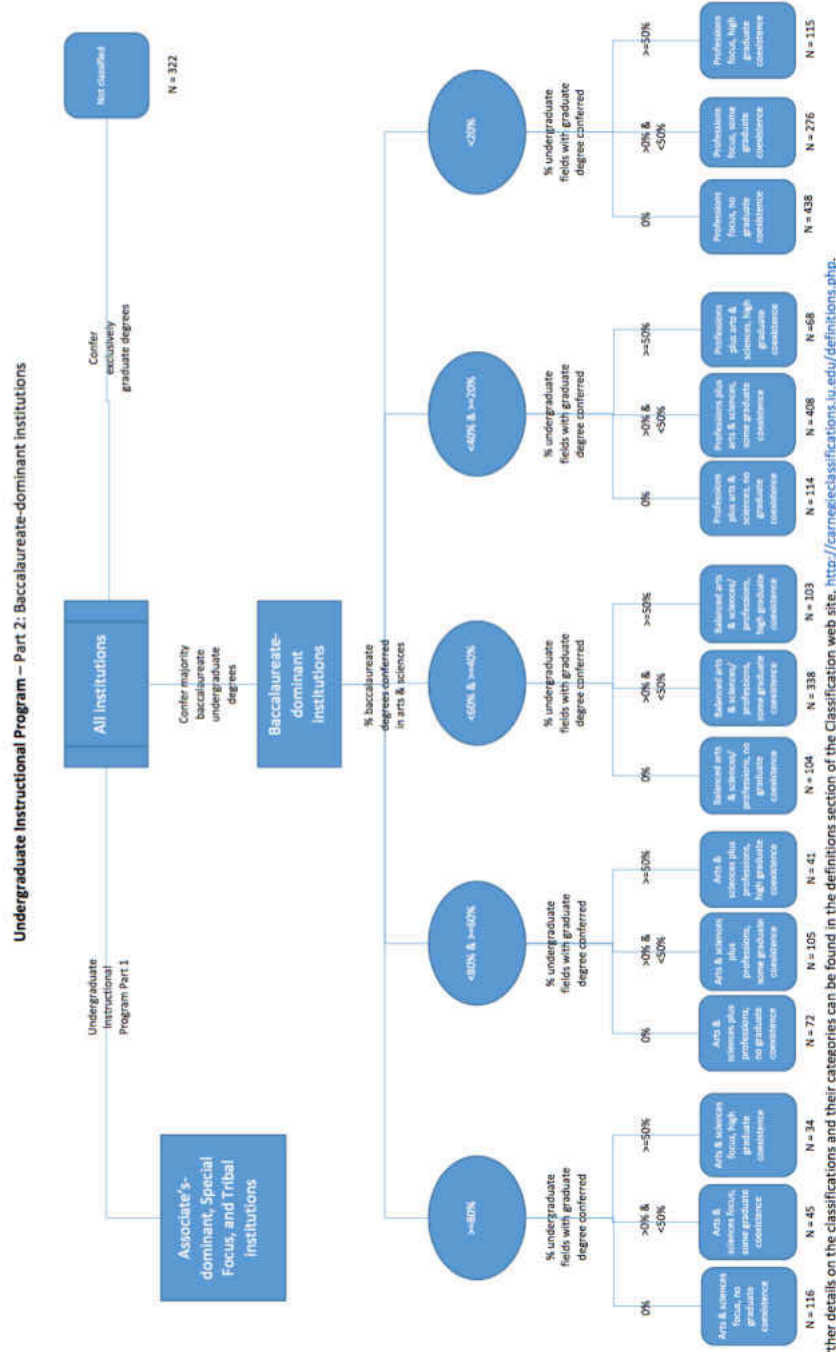 Undergraduate Instructional Program – Part 2: Baccalaureate-dominant institutions
Undergraduate
Instructional
Program Part 1
All institutions
Confer
exclusively
graduate degrees
Not classified
N = 322
Associate's-
dominant, Special
Focus, and Tribal
institutions
Confer majority
baccalaureate
undergraduate
degrees
Baccalaureate-
dominant
institutions
% baccalaureate
degrees conferred
in arts & sciences
>=80%
% undergraduate
fields with graduate
degree conferred
0%
>0% &
<50%
>=50%
Arts & sciences
focus, no
graduate
coexistence
N = 116
Arts &
sciences focus,
some graduate
coexistence
N = 45
Arts & sciences
focus, high
graduate
coexistence
N = 34
<80% & >=60%
% undergraduate
fields with graduate
degree conferred
0%
>0% &
<50%
>=50%
Arts &
sciences plus
professions,
no graduate
coexistence
N = 72
Arts & sciences
plus
professions,
some graduate
coexistence
N = 105
Arts &
sciences plus
professions,
high graduate
coexistence
N = 41
<60% & >=40%
% undergraduate
fields with graduate
degree conferred
0%
>0% &
<50%
>=50%
Balanced arts
& sciences/
professions, no
graduate
coexistence
N = 104
Balanced arts
& sciences/
professions,
some graduate
coexistence
N = 338
Balanced arts
& sciences/
professions,
high graduate
coexistence
N = 103
<40% & >=20%
% undergraduate
fields with graduate
degree conferred
0%
>0% &
<50%
>=50%
Professions
plus arts &
sciences, no
graduate
coexistence
N = 114
Professions plus
arts & sciences,
some graduate
coexistence
N = 408
Professions
plus arts &
sciences, high
graduate
coexistence
N =68
<20%
% undergraduate
fields with graduate
degree conferred
0%
>0% &
<50%
>=50%
Professions
focus, no
graduate
coexistence
N = 438
Professions
focus, some
graduate
coexistence
N = 276
Professions
focus, high
graduate
coexistence
N = 115
rther details on the classifications and their categories can be found in the definitions section of the Classification web site, http://carnegieclassifications.iu.edu/definitions.php.